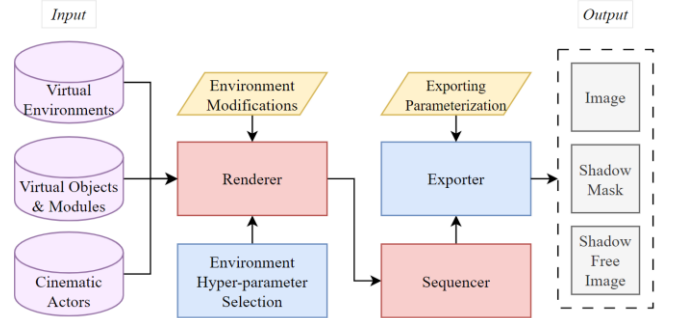 Input
Output
Virtual
Environments
Environment
Modifications
Exporting
Parameterization
Image
Virtual Objects
& Modules
Renderer
Exporter
Shadow
Mask
Cinematic
Actors
Environment
Hyper-parameter
Selection
Sequencer
Shadow
Free
Image